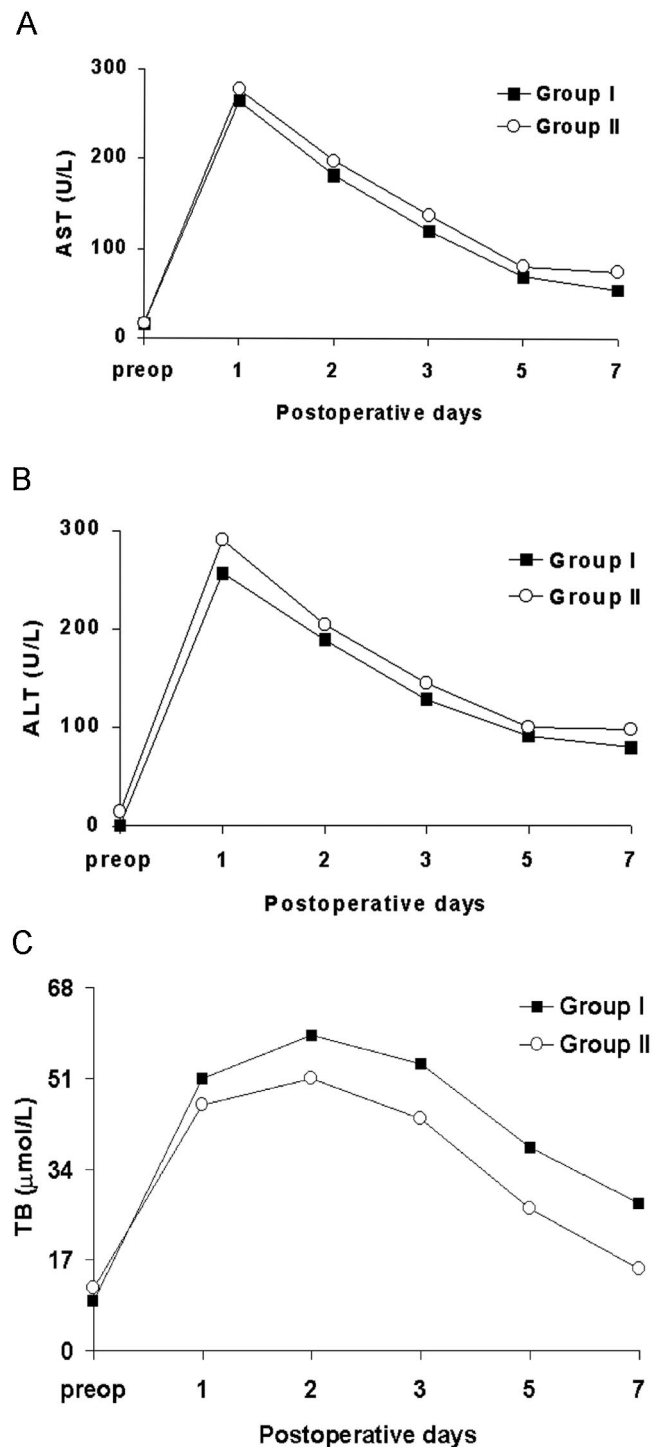 A
300
200
100
0
AST (U/L)
Group I
Group II
preop 1 2 3 5 7
Postoperative days
B
300
200
100
0
ALT (U/L)
Group I
Group II
preop 1 2 3 5 7
Postoperative days
C
68
51
34
17
0
TB (μmol/L)
Group I
Group II
preop 1 2 3 5 7
Postoperative days